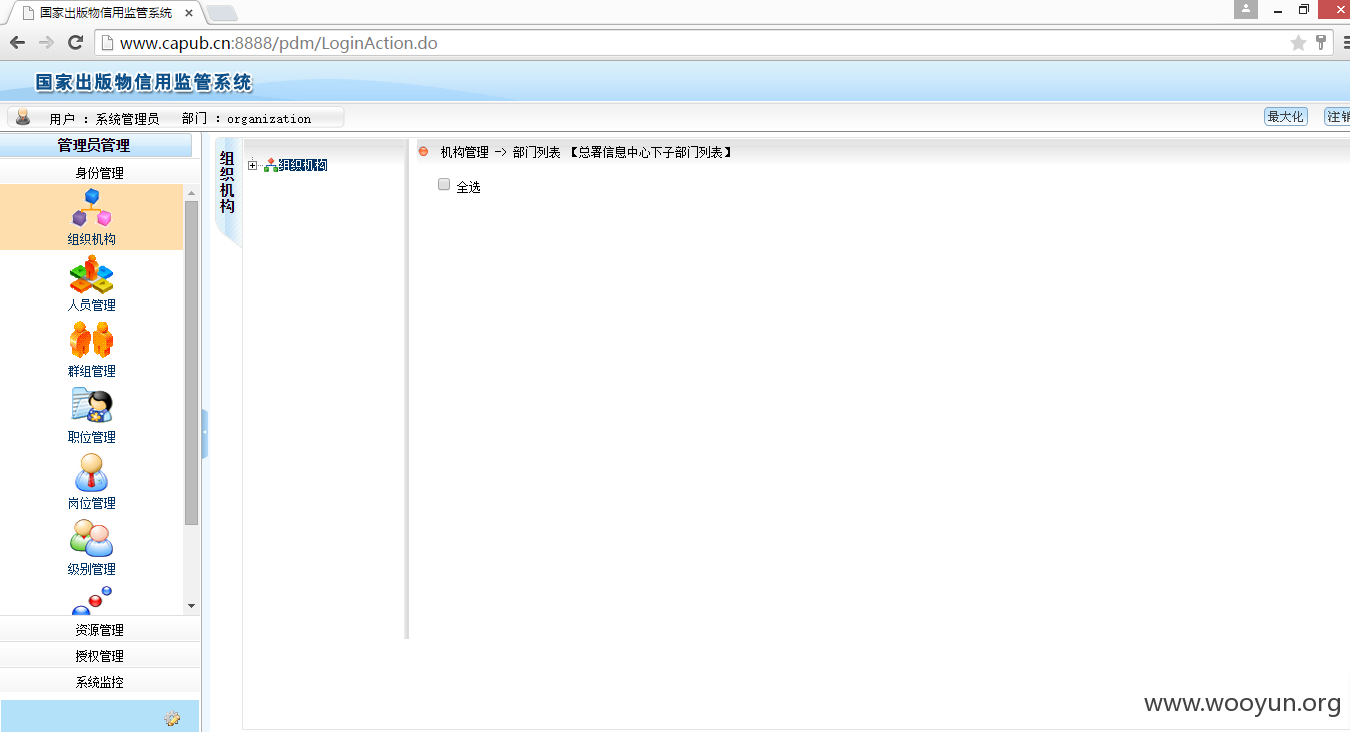 国家出版物信用监管系统
www.capub.cn:8888/pdm/LoginAction.do
国家出版物信用监管系统
用户 : 系统管理员 部门 : organization
最大化
注销
管理员管理
身份管理
组织机构
人员管理
群组管理
职位管理
岗位管理
级别管理
资源管理
授权管理
系统监控
组织机构
组织机构
机构管理 -> 部门列表 【总署信息中心下子部门列表】
全选
www.wooyun.org